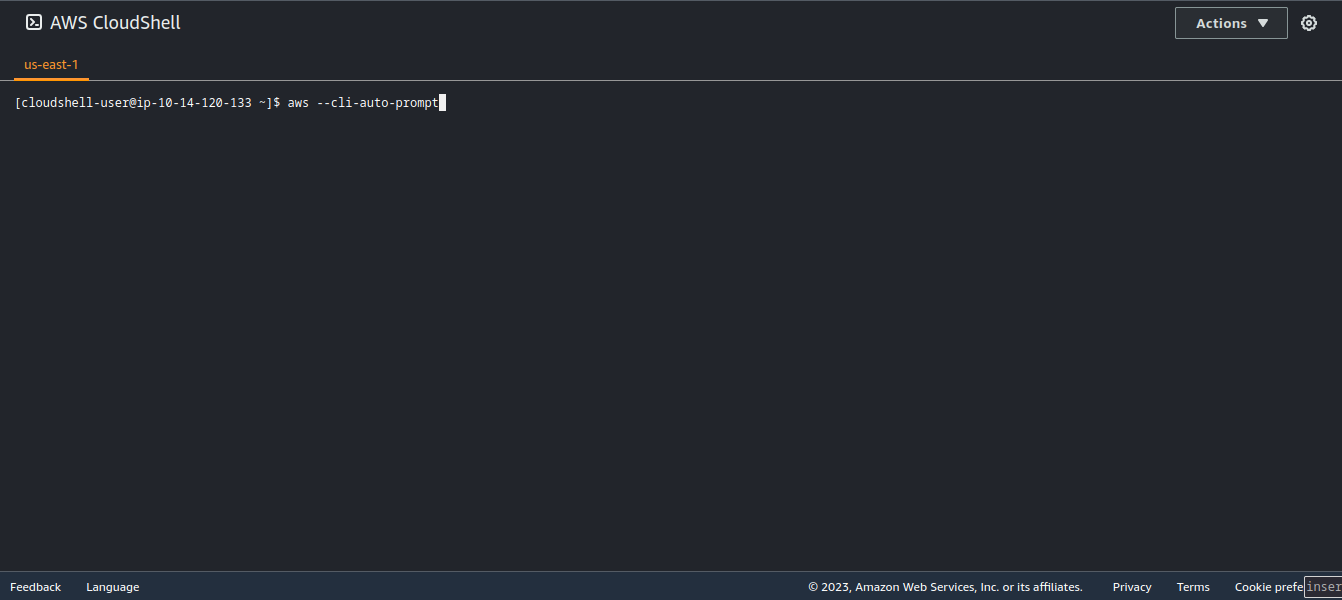 AWS CloudShell
Actions
us-east-1
[cloudshell-user@ip-10-14-120-133 ~]$ aws --cli-auto-prompt
Feedback Language © 2023, Amazon Web Services, Inc. or its affiliates. Privacy Terms Cookie prefe inser